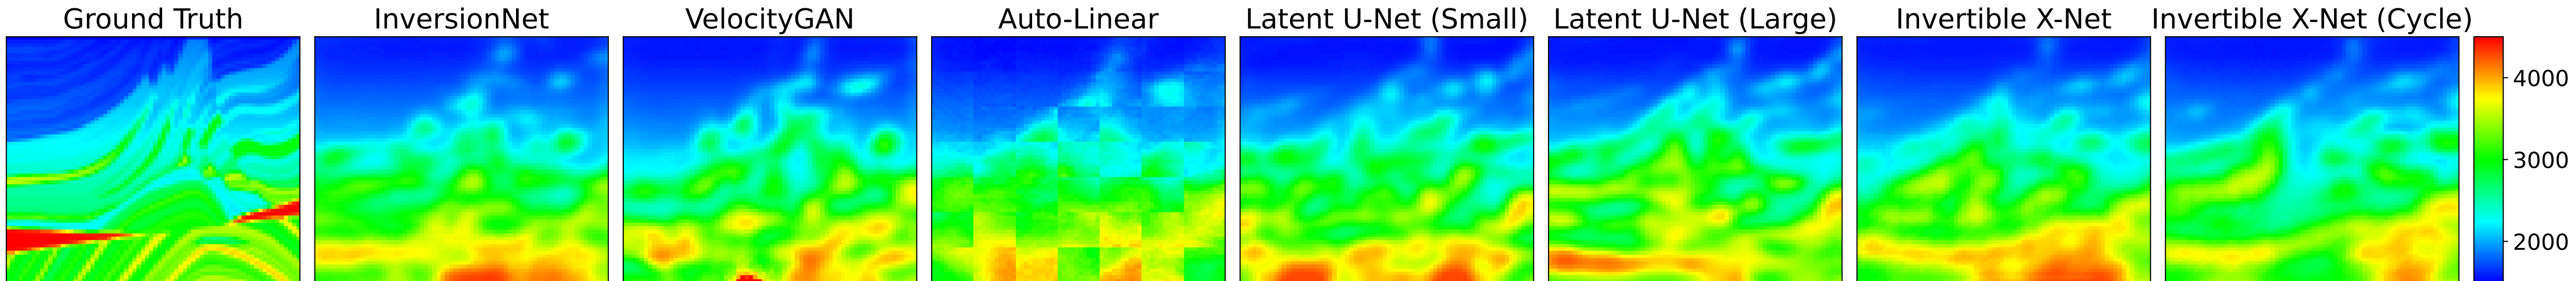 Ground Truth
InversionNet
VelocityGAN
Auto-Linear
Latent U-Net (Small)
Latent U-Net (Large)
Invertible X-Net
Invertible X-Net (Cycle)
4000
3000
2000